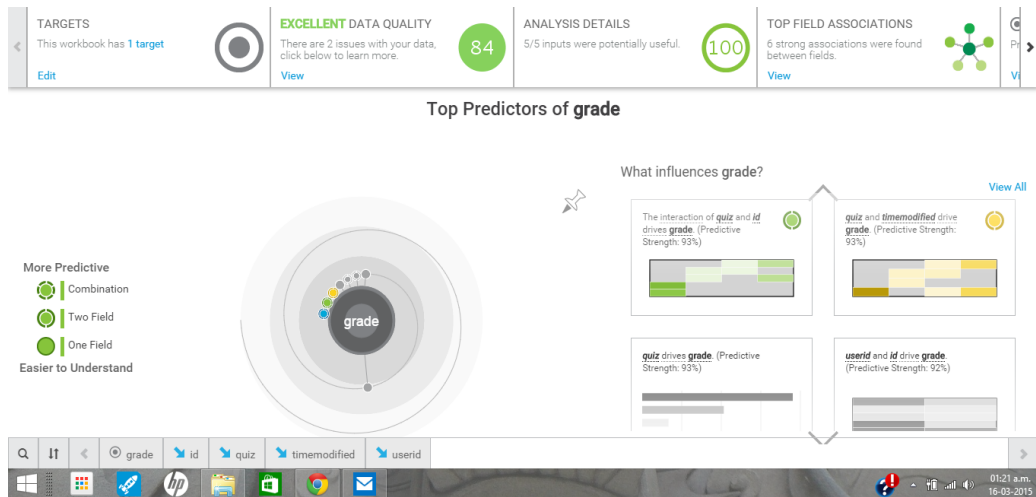 TARGETS
This workbook has 1 target
Edit
EXCELLENT DATA QUALITY
There are 2 issues with your data,
click below to learn more.
View
84
ANALYSIS DETAILS
5/5 inputs were potentially useful.
100
TOP FIELD ASSOCIATIONS
6 strong associations were found
between fields.
View
Top Predictors of grade
What influences grade?
View All
The interaction of quiz and id
drives grade. (Predictive
Strength: 93%)
quiz and timemodified drive
grade. (Predictive Strength:
93%)
More Predictive
Combination
Two Field
One Field
Easier to Understand
grade
quiz drives grade. (Predictive
Strength: 93%)
userid and id drive grade.
(Predictive Strength: 92%)
grade
id
quiz
timemodified
userid
hp
01:21 a.m.
16-03-2015